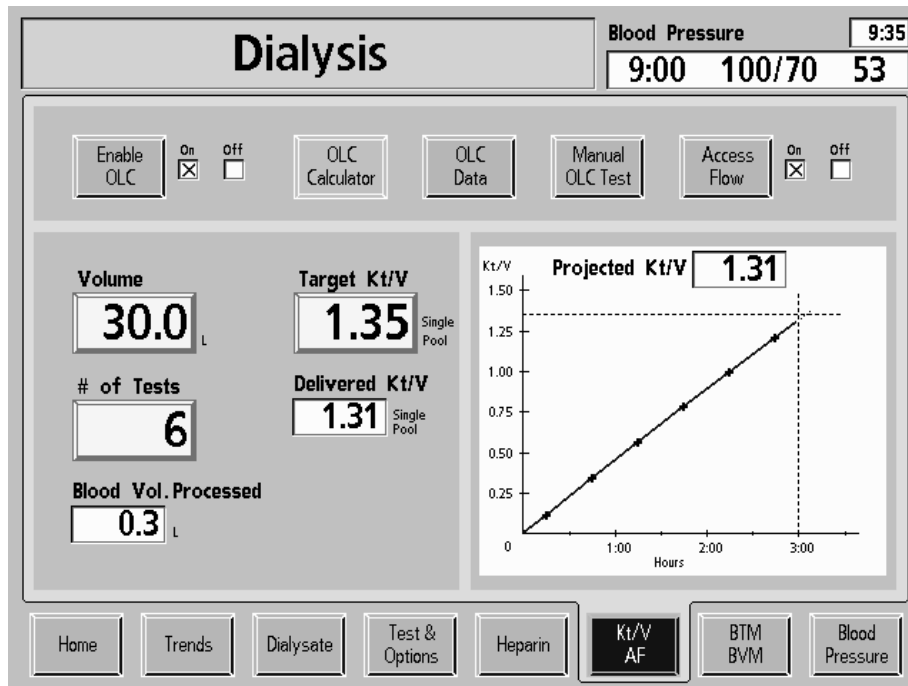 Dialysis
Blood Pressure
9:35
9:00 100/70 53
Enable
OLC
On
Off
OLC
Calculator
OLC
Data
Manual
OLC Test
Access
Flow
On
Off
Volume
30.0 L
Target Kt/V
1.35 Single
Pool
# of Tests
6
Delivered Kt/V
1.31 Single
Pool
Blood Vol.Processed
0.3 L
Kt/V
Projected Kt/V 1.31
1.50
1.25
1.00
0.75
0.50
0.25
0 1:00 2:00 3:00
Hours
Home
Trends
Dialysate
Test &
Options
Heparin
Kt/V
AF
BTM
BVM
Blood
Pressure